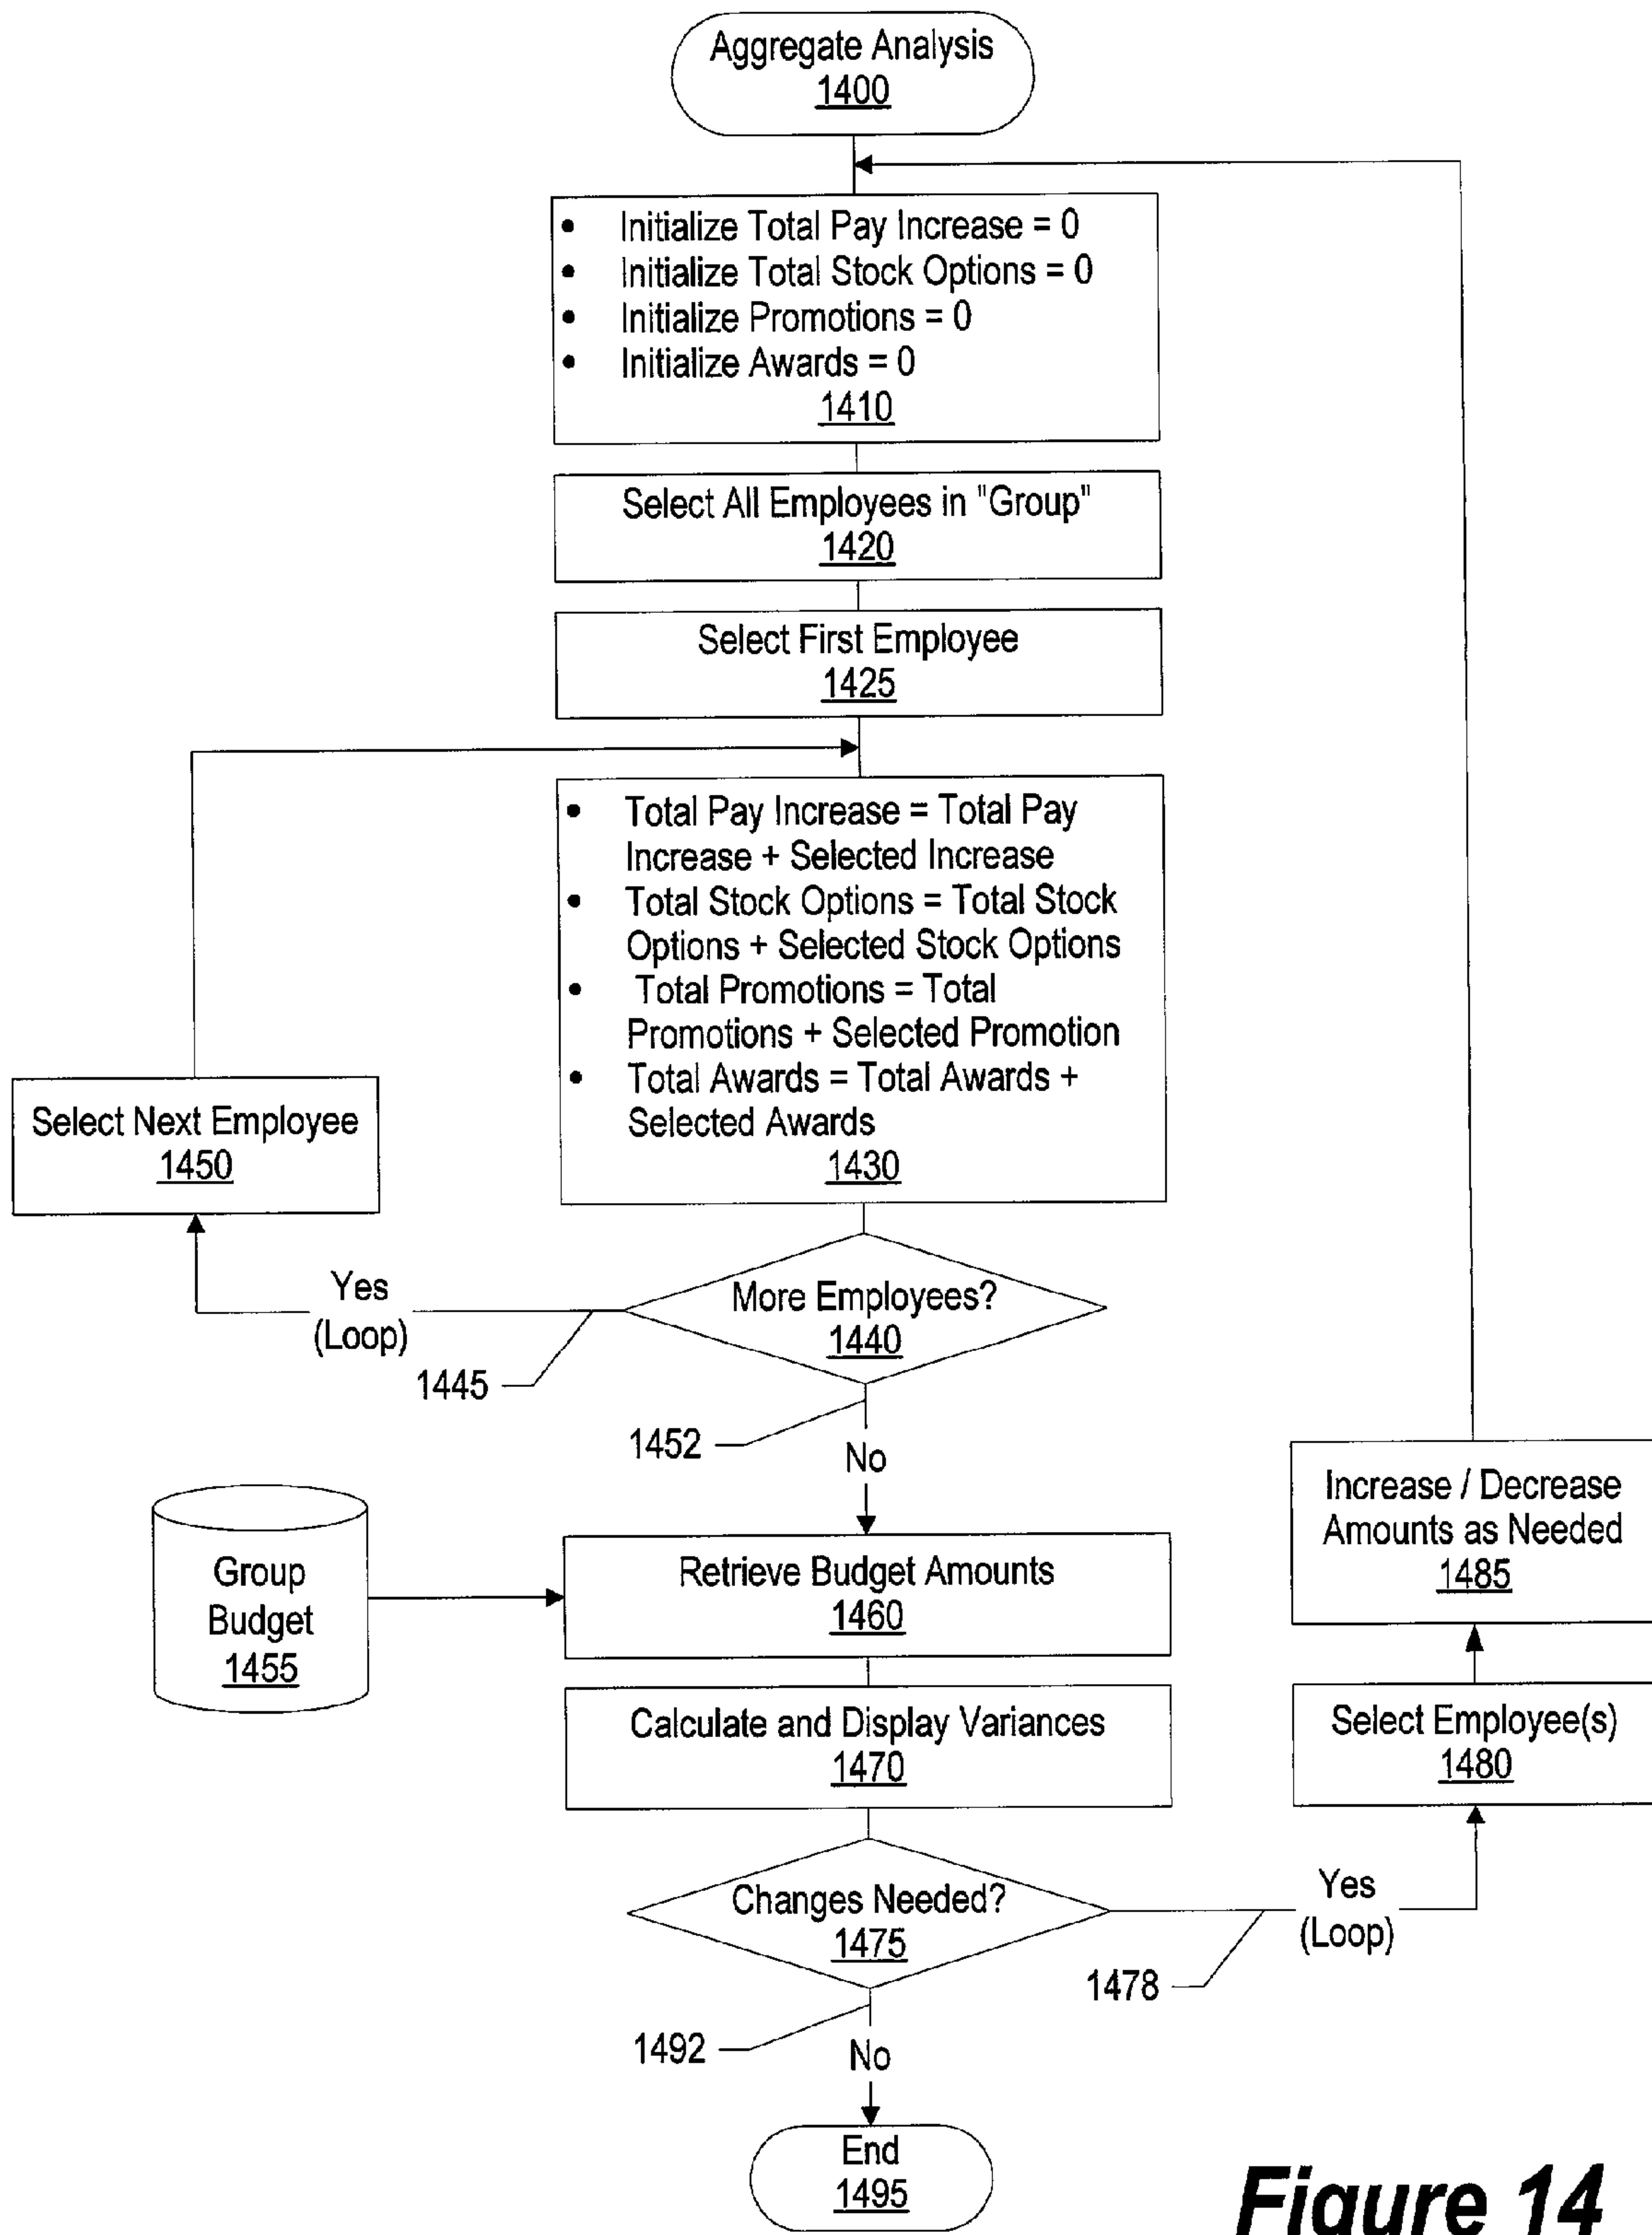 Aggregate Analysis
1400
• Initialize Total Pay Increase = 0
• Initialize Total Stock Options = 0
• Initialize Promotions = 0
• Initialize Awards = 0
1410
Select All Employees in "Group"
1420
Select First Employee
1425
• Total Pay Increase = Total Pay
Increase + Selected Increase
• Total Stock Options = Total Stock
Options + Selected Stock Options
• Total Promotions = Total
Promotions + Selected Promotion
• Total Awards = Total Awards +
Selected Awards
1430
Select Next Employee
1450
More Employees?
1440
Yes
(Loop)
1445
1452
No
Group
Budget
1455
Retrieve Budget Amounts
1460
Increase / Decrease
Amounts as Needed
1485
Calculate and Display Variances
1470
Select Employee(s)
1480
Changes Needed?
1475
Yes
(Loop)
1478
1492
No
End
1495
Figure 14